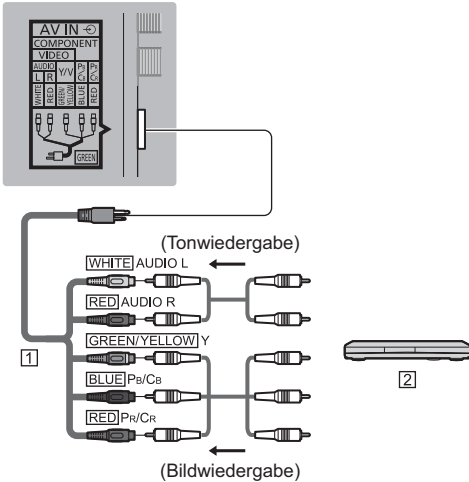 AV IN
COMPONENT
VIDEO
AUDIO
L R Y/V PB CB PR CR
WHITE RED GREEN/YELLOW BLUE RED
GREEN
(Tonwiedergabe)
WHITE AUDIO L
RED AUDIO R
GREEN/YELLOW Y
1
BLUE PB/CB
2
RED PR/CR
(Bildwiedergabe)